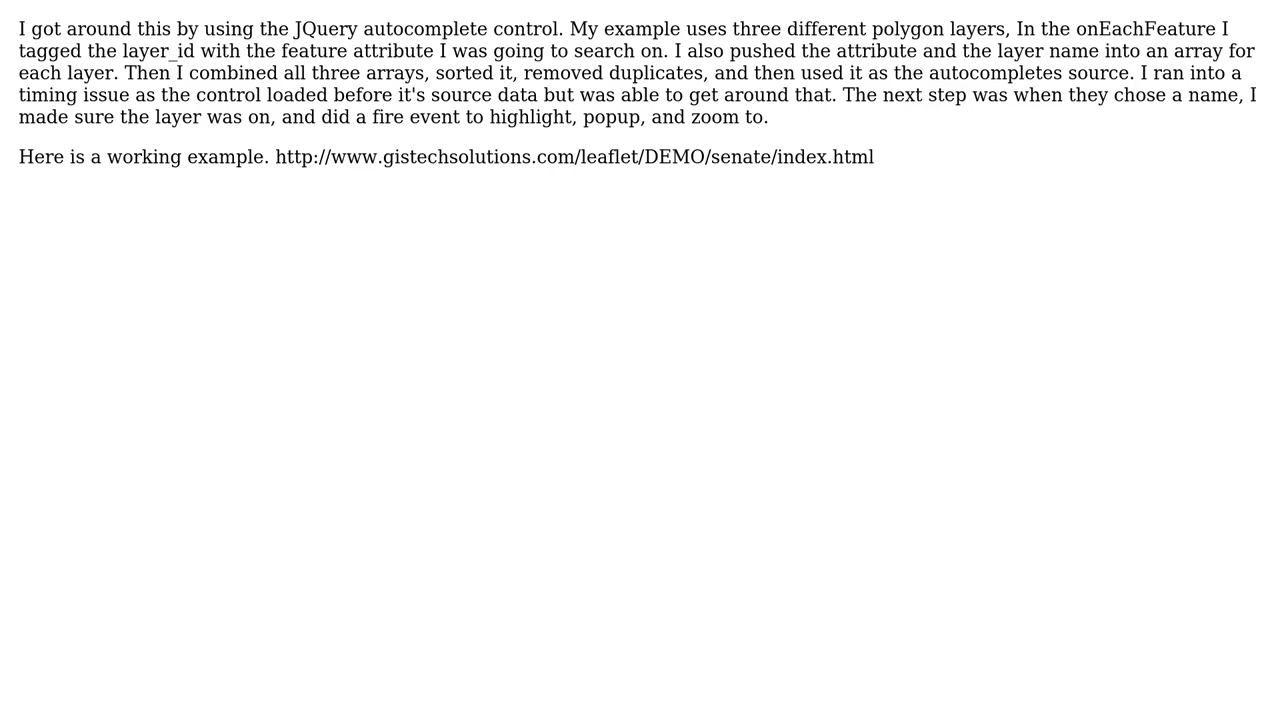 I got around this by using the JQuery autocomplete control. My example uses three different polygon layers, In the onEachFeature I
tagged the layer_id with the feature attribute I was going to search on. I also pushed the attribute and the layer name into an array for
each layer. Then I combined all three arrays, sorted it, removed duplicates, and then used it as the autocompletes source. I ran into a
timing issue as the control loaded before it's source data but was able to get around that. The next step was when they chose a name, I
made sure the layer was on, and did a fire event to highlight, popup, and zoom to.
Here is a working example. http://www.gistechsolutions.com/leaflet/DEMO/senate/index.html